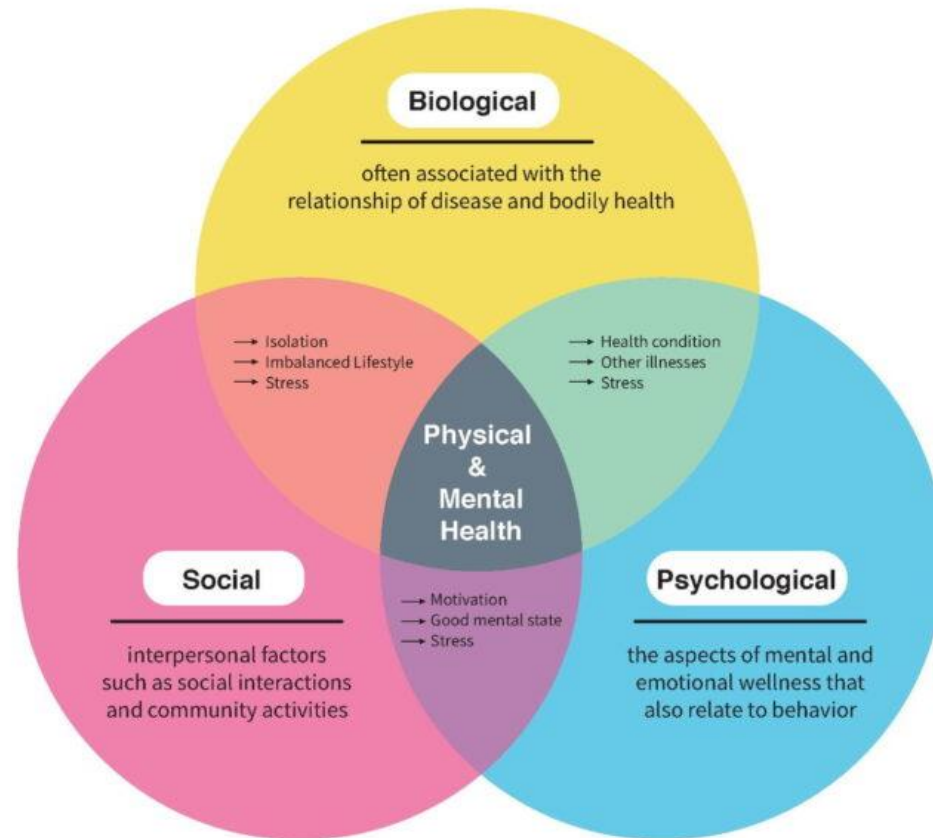 Biological
often associated with the
relationship of disease and bodily health
→ Isolation
→ Imbalanced Lifestyle
→ Stress
→ Health condition
→ Other illnesses
→ Stress
Physical
&
Mental
Health
Social
interpersonal factors
such as social interactions
and community activities
→ Motivation
→ Good mental state
→ Stress
Psychological
the aspects of mental and
emotional wellness that
also relate to behavior